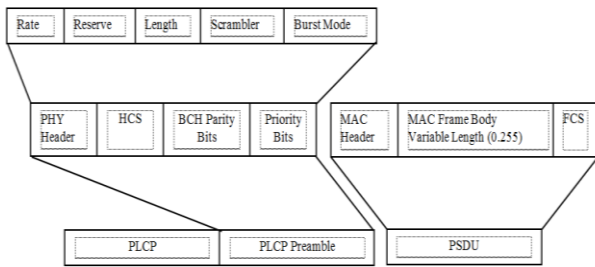 Rate Reserve Length Scrambler Burst Mode
PHY Header HCS BCH Parity Bits Priority Bits MAC Header MAC Frame Body Variable Length (0.255) FCS
PLCP PLCP Preamble PSDU